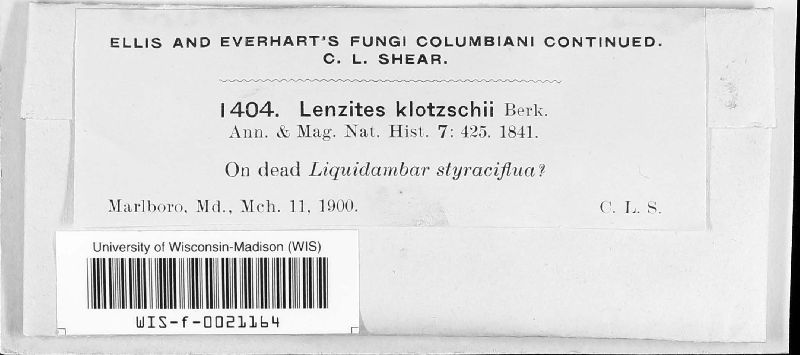 ELLIS AND EVERHART'S FUNGI COLUMBIANI CONTINUED.
C. L. SHEAR.
1404. Lenzites klotzschii Berk.
Ann. & Mag. Nat. Hist. 7: 425. 1841.
On dead Liquidambar styraciflua?
Marlboro, Md., Mch. 11, 1900. C. L. S.
University of Wisconsin-Madison (WIS)
WIS-f-0021164